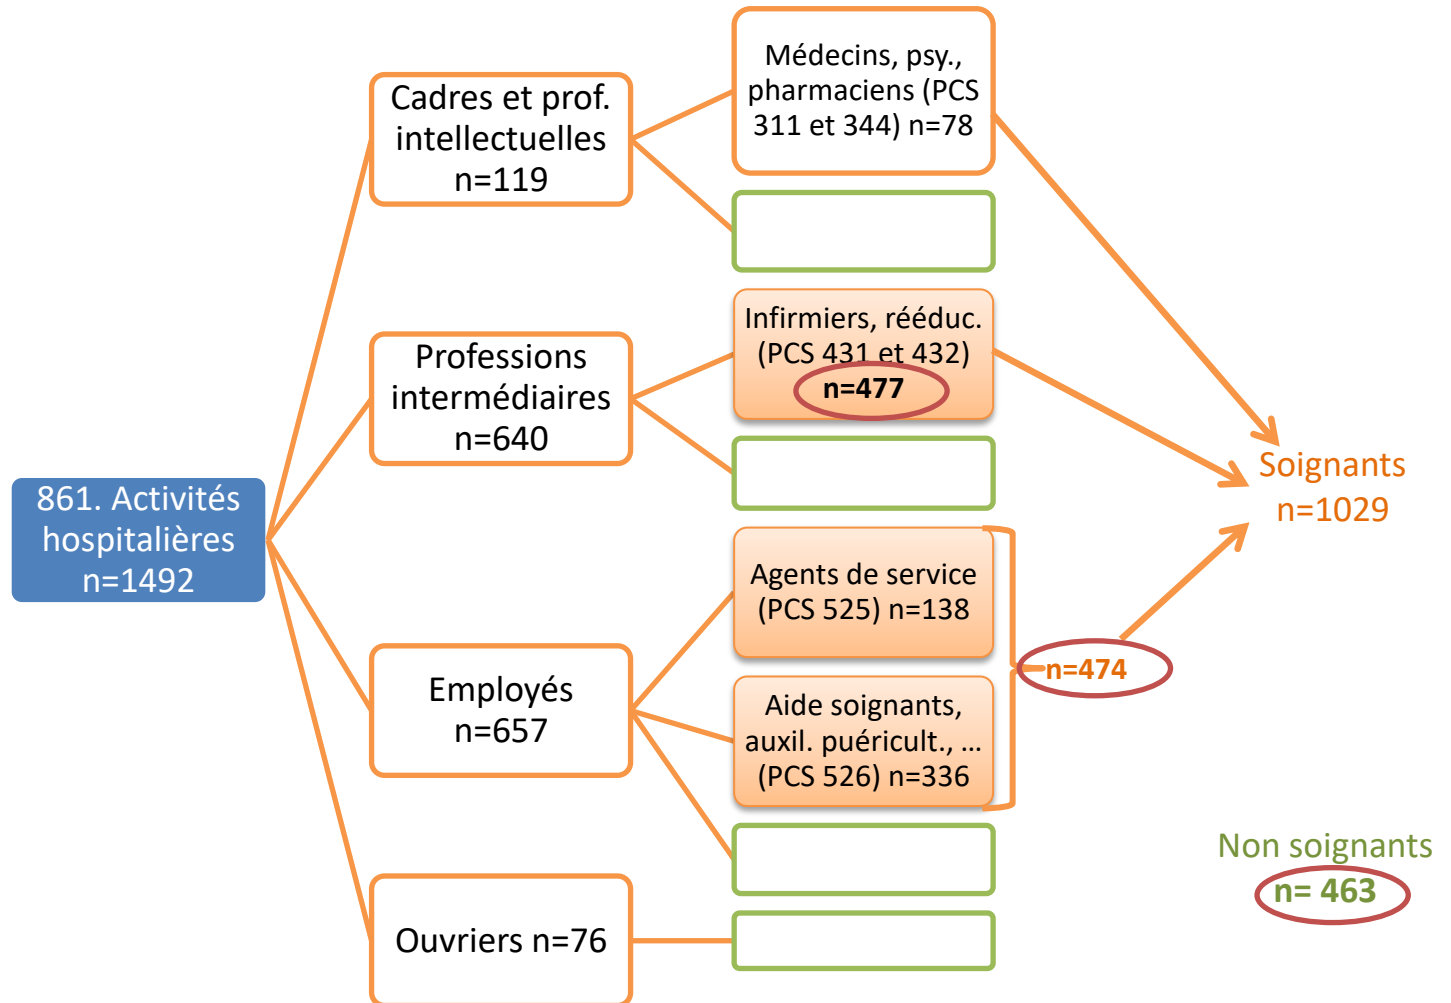 861. Activités
hospitalières
n=1492
Cadres et prof.
intellectuelles
n=119
Professions
intermédiaires
n=640
Employés
n=657
Ouvriers n=76
Médecins, psy.,
pharmaciens (PCS
311 et 344) n=78
Infirmiers, rééduc.
(PCS 431 et 432)
n=477
Agents de service
(PCS 525) n=138
Aide soignants,
auxil. puéricult., ...
(PCS 526) n=336
n=474
Soignants
n=1029
Non soignants
n= 463